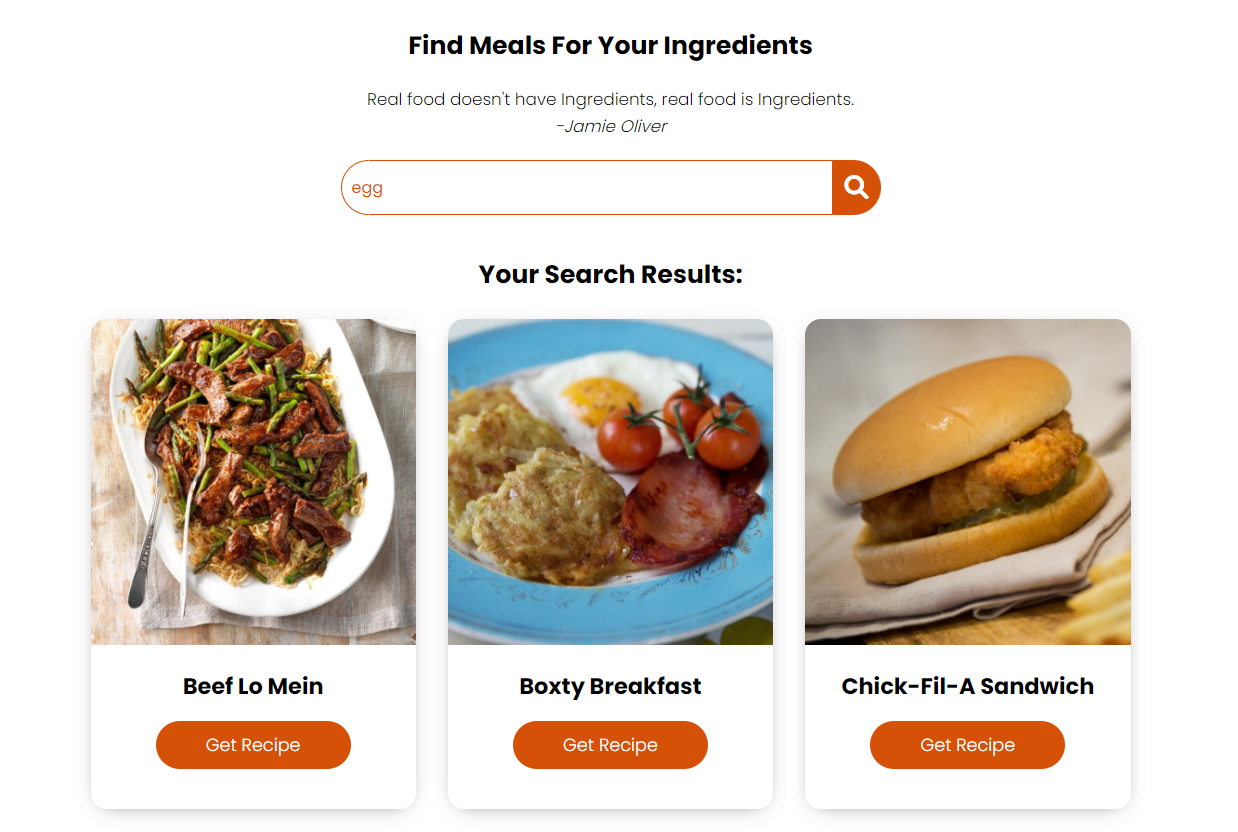 Find Meals For Your Ingredients
Real food doesn't have Ingredients, real food is Ingredients.
-Jamie Oliver
egg
Your Search Results:
Beef Lo Mein
Boxty Breakfast
Chick-Fil-A Sandwich
Get Recipe
Get Recipe
Get Recipe